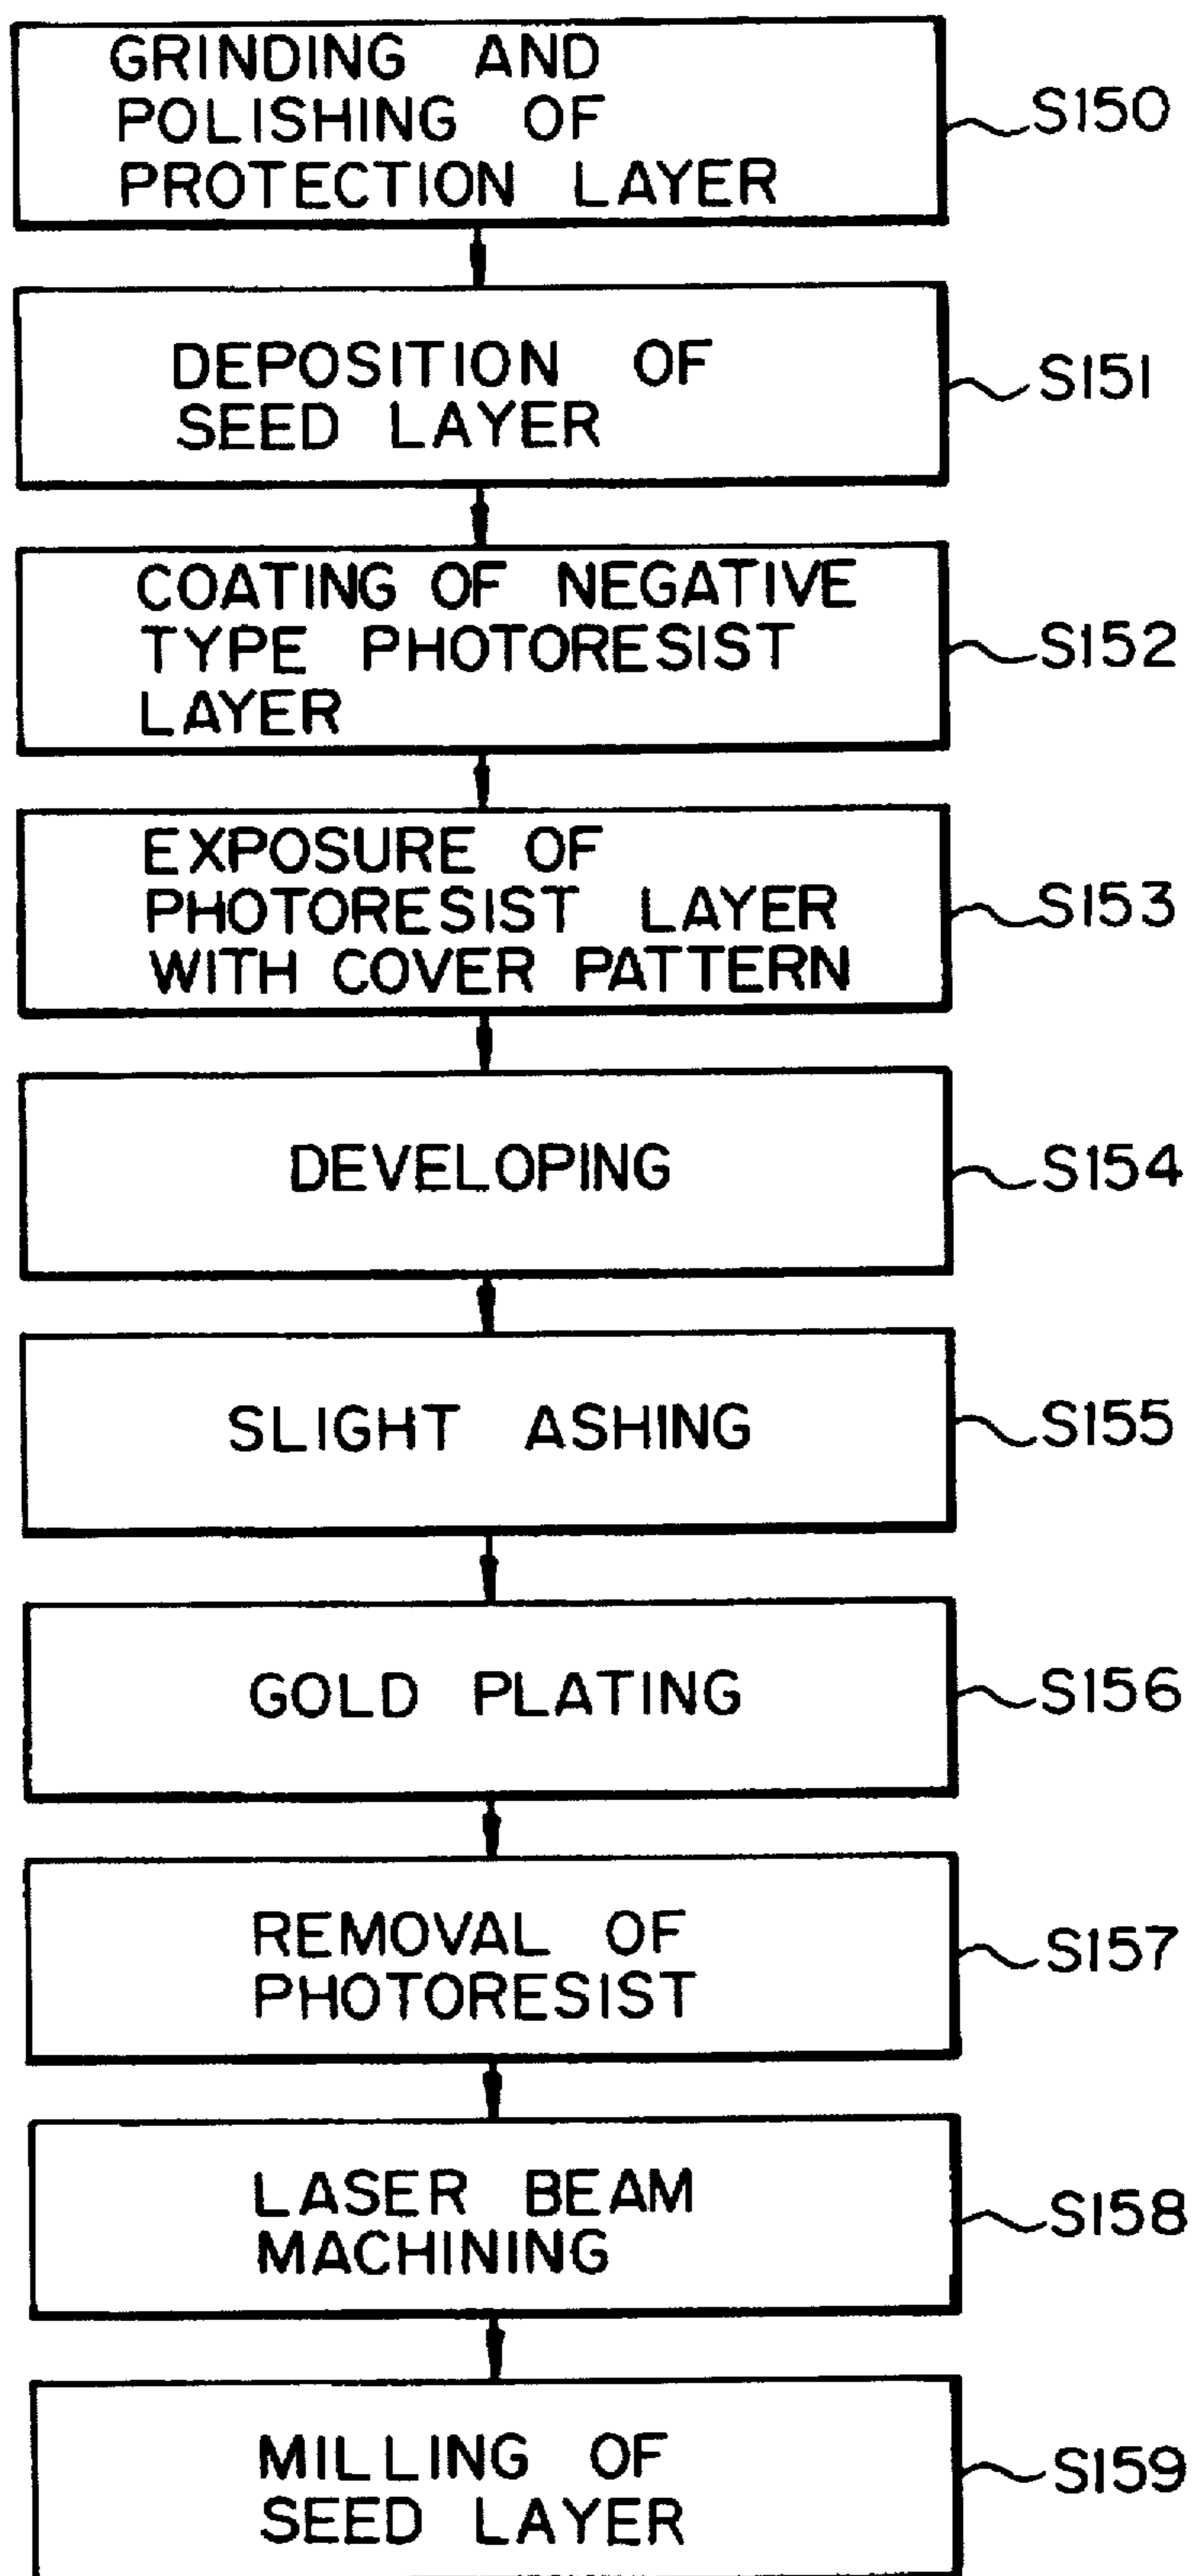 GRINDING AND
POLISHING OF
PROTECTION LAYER
S150
DEPOSITION OF
SEED LAYER
S151
COATING OF NEGATIVE
TYPE PHOTORESIST
LAYER
S152
EXPOSURE OF
PHOTORESIST LAYER
WITH COVER PATTERN
S153
DEVELOPING
S154
SLIGHT ASHING
S155
GOLD PLATING
S156
REMOVAL OF
PHOTORESIST
S157
LASER BEAM
MACHINING
S158
MILLING OF
SEED LAYER
S159